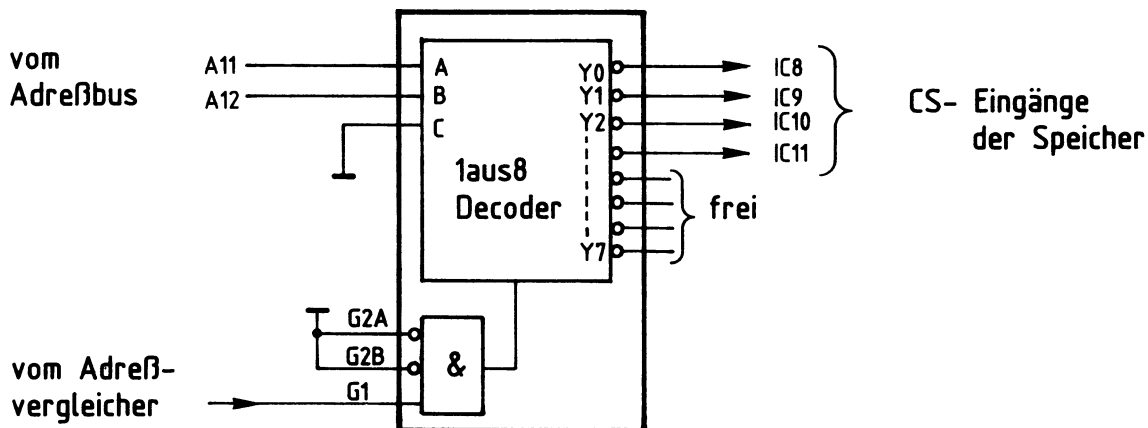 vom
Adreßbus
A11
A12
A
B
C
1aus8
Decoder
Y0
Y1
Y2
Y7
IC8
IC9
IC10
IC11
CS- Eingänge
der Speicher
frei
G2A
G2B
G1
&
vom Adreß-
vergleicher